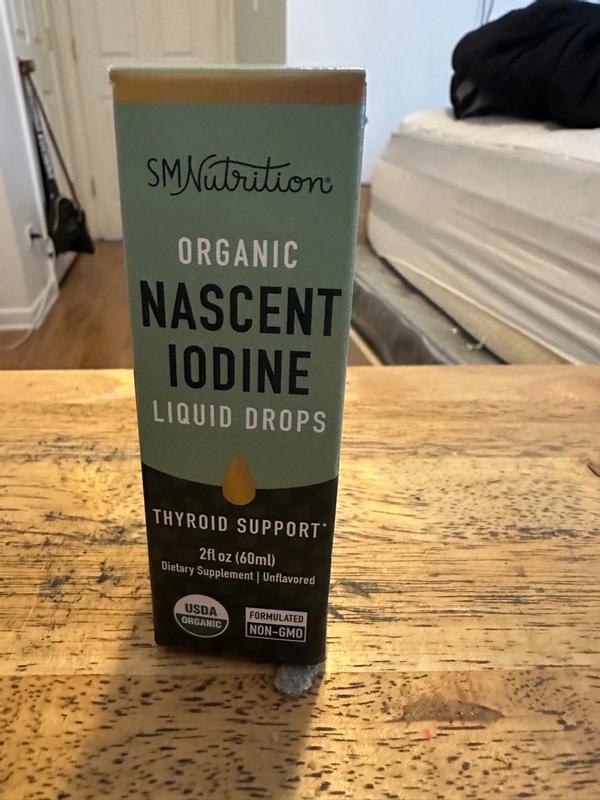 SMNutrition®
ORGANIC
NASCENT
IODINE
LIQUID DROPS
THYROID SUPPORT*
2fl oz (60ml)
Dietary Supplement | Unflavored
USDA
ORGANIC
FORMULATED
NON-GMO